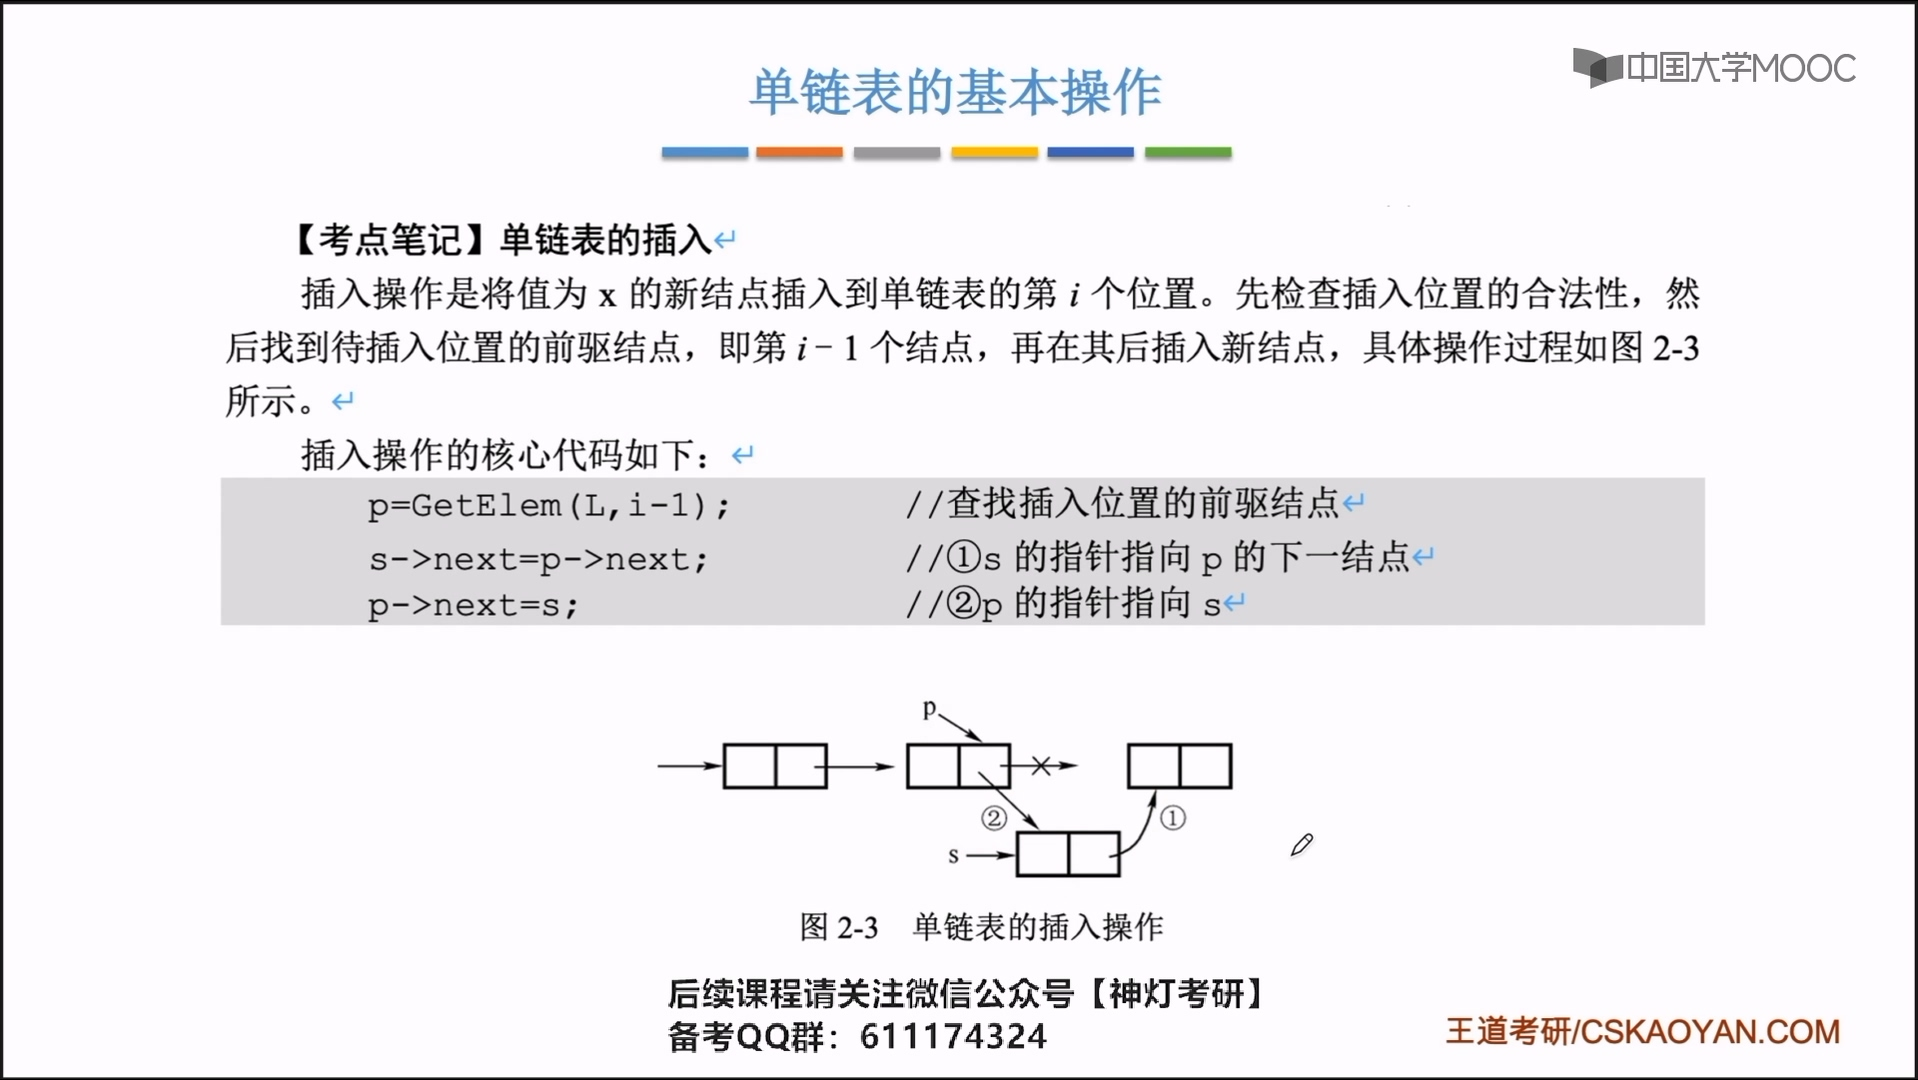 中国大学MOOC
单链表的基本操作
【考点笔记】单链表的插入↵
插入操作是将值为 x 的新结点插入到单链表的第 i 个位置。先检查插入位置的合法性，然
后找到待插入位置的前驱结点，即第 i − 1 个结点，再在其后插入新结点，具体操作过程如图 2-3
所示。↵
插入操作的核心代码如下：↵
p=GetElem(L,i-1); //查找插入位置的前驱结点↵
s->next=p->next; //①s 的指针指向 p 的下一结点↵
p->next=s; //②p 的指针指向 s↵
p
② ①
s
图 2-3 单链表的插入操作
后续课程请关注微信公众号【神灯考研】
备考QQ群：611174324
王道考研/CSKAOYAN.COM